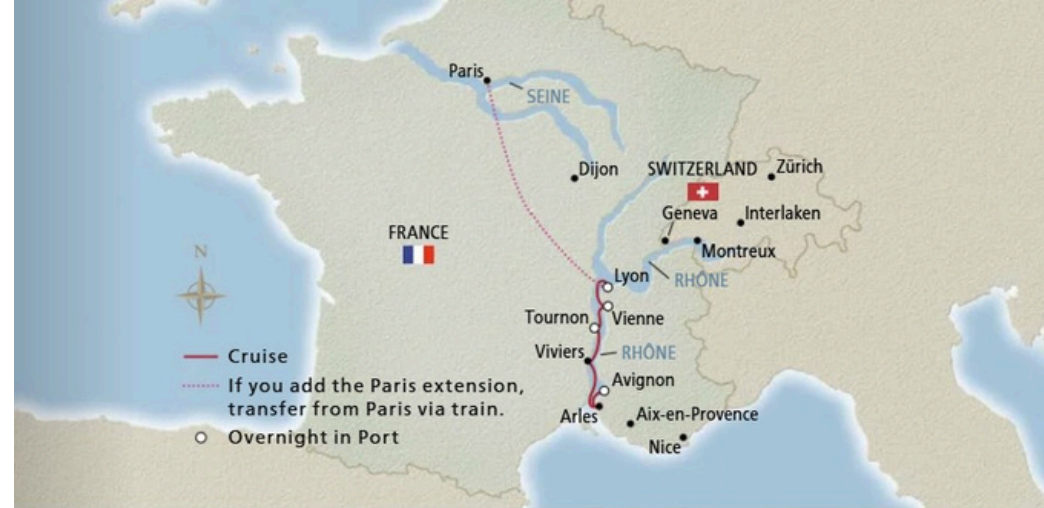 Paris
SEINE
Dijon
SWITZERLAND
Zürich
Geneva
Interlaken
FRANCE
Montreux
N
Lyon
RHÔNE
Tournon
Vienne
Viviers
RHÔNE
Cruise
Avignon
If you add the Paris extension,
transfer from Paris via train.
Arles
Aix-en-Provence
Overnight in Port
Nice